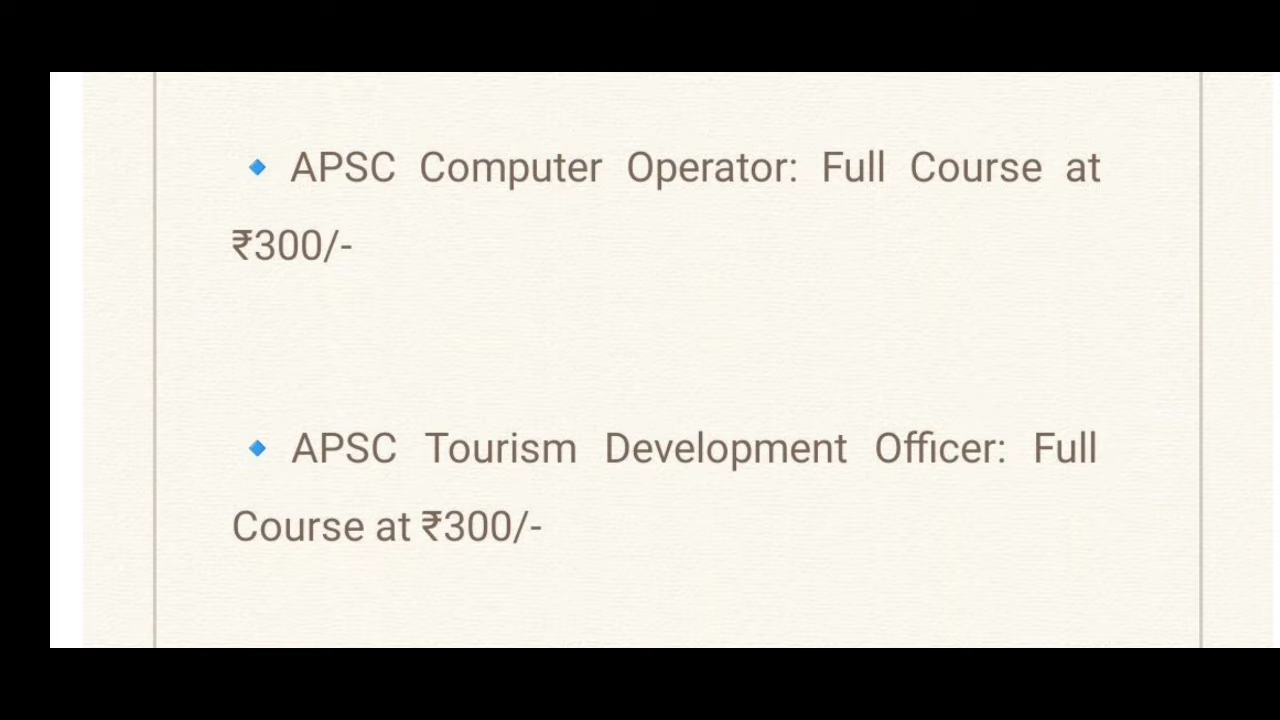 🔹 APSC Computer Operator: Full Course at
₹300/-
🔹 APSC Tourism Development Officer: Full
Course at ₹300/-